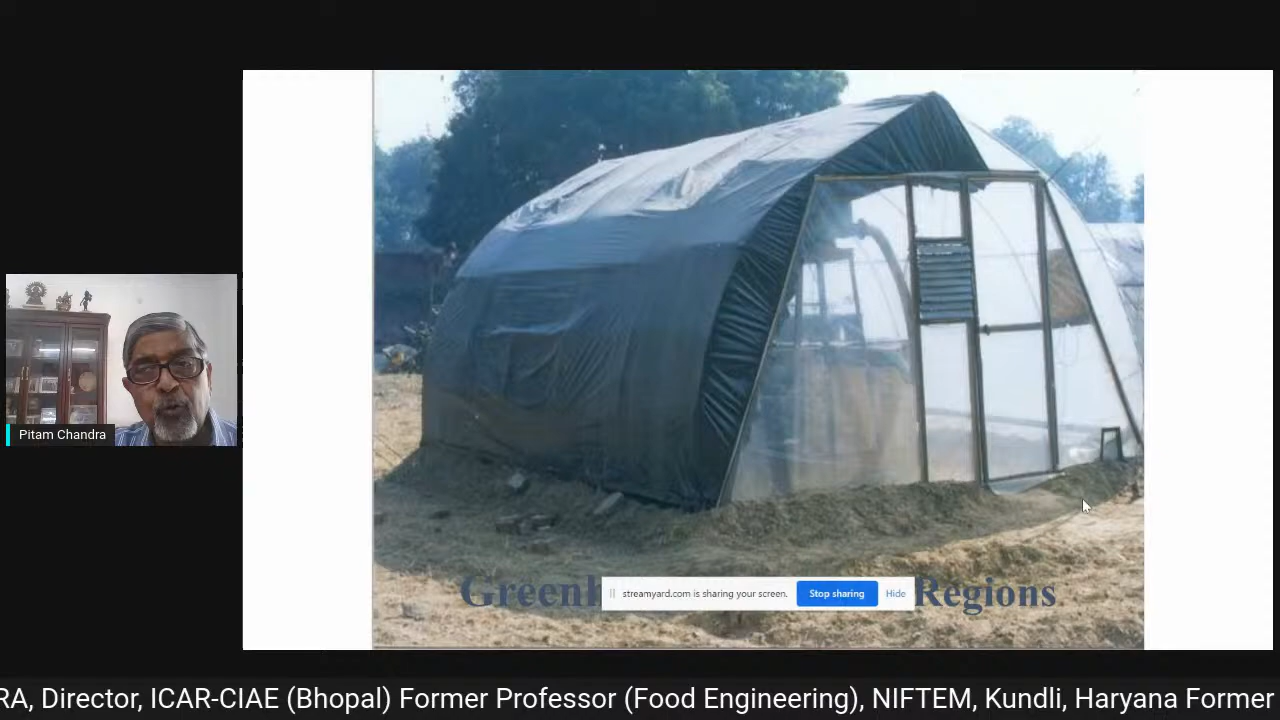 Pitam Chandra
Regions
streamyard.com is sharing your screen.
Stop sharing
Hide
RA, Director, ICAR-CIAE (Bhopal) Former Professor (Food Engineering), NIFTEM, Kundli, Haryana Former